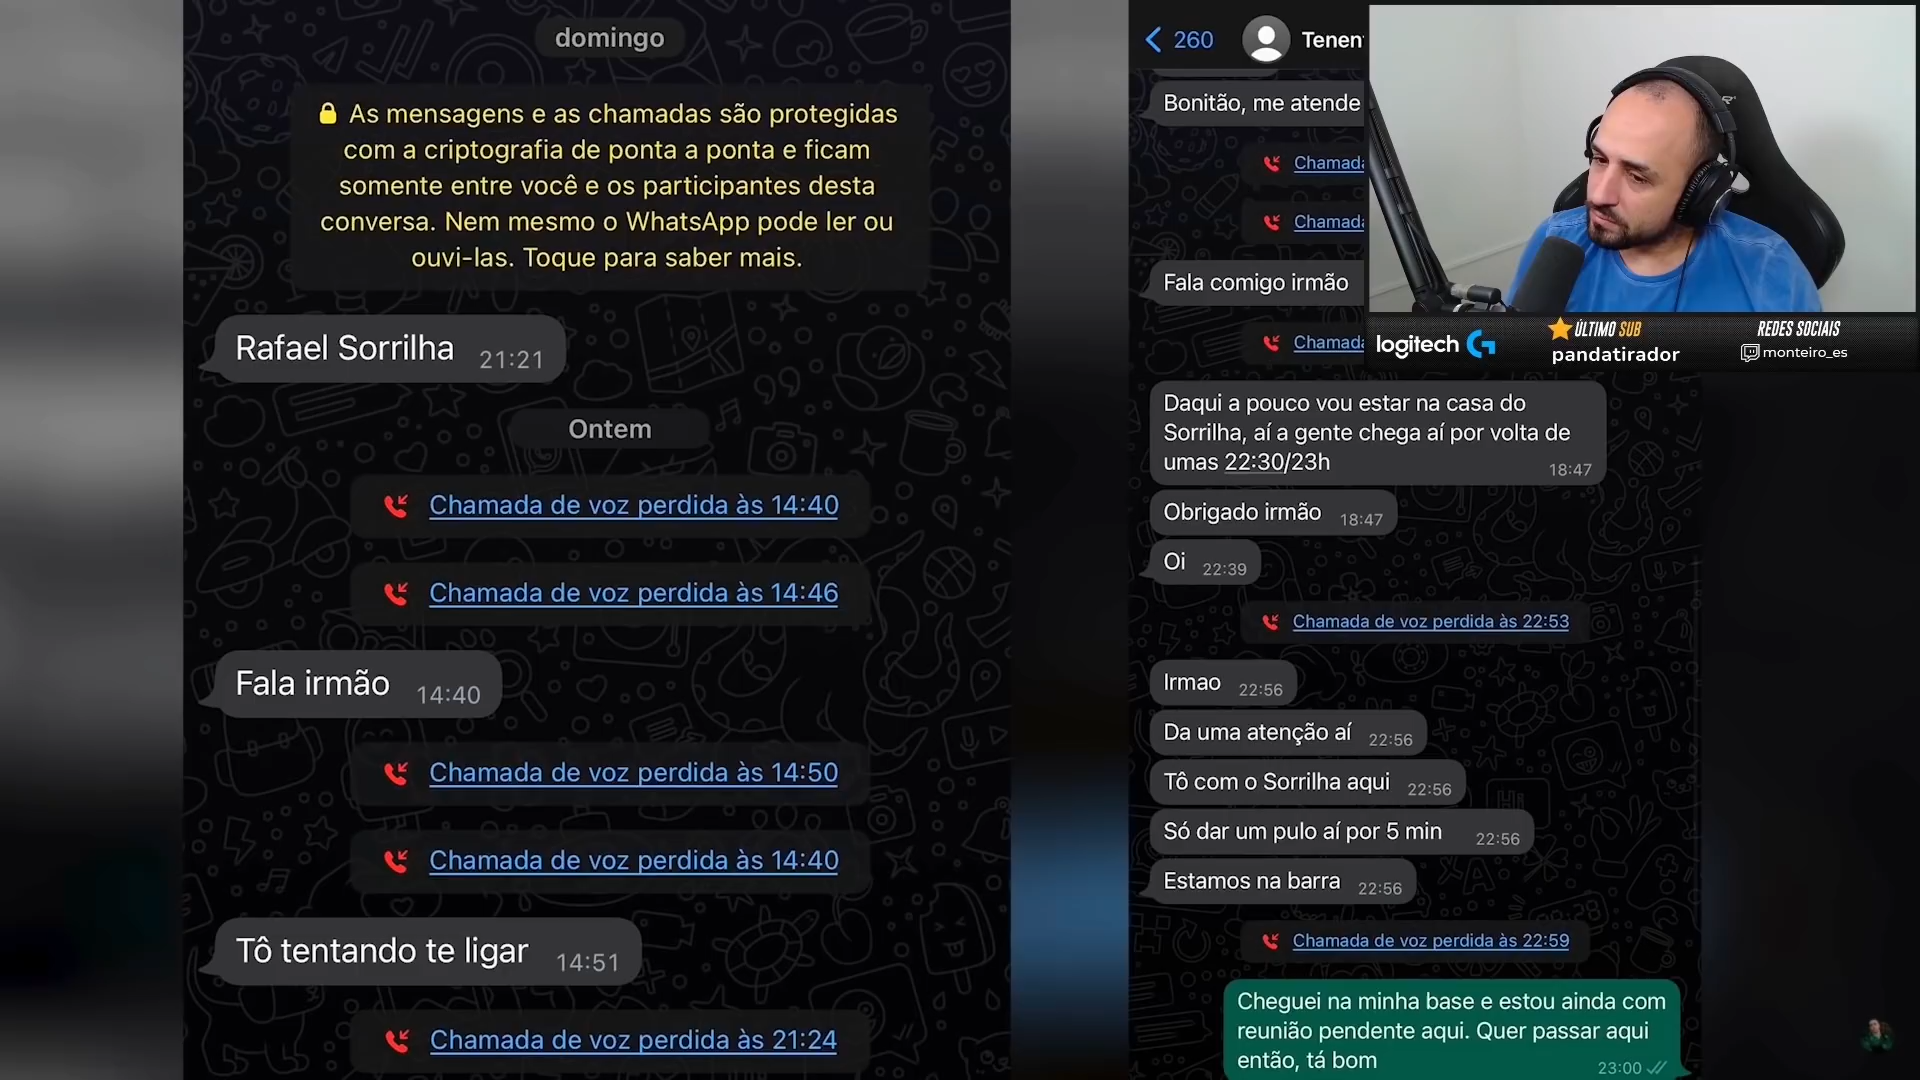 domingo
As mensagens e as chamadas são protegidas
com a criptografia de ponta a ponta e ficam
somente entre você e os participantes desta
conversa. Nem mesmo o WhatsApp pode ler ou
ouvi-las. Toque para saber mais.
Rafael Sorrilha 21:21
Ontem
Chamada de voz perdida às 14:40
Chamada de voz perdida às 14:46
Fala irmão 14:40
Chamada de voz perdida às 14:50
Chamada de voz perdida às 14:40
Tô tentando te ligar 14:51
Chamada de voz perdida às 21:24
260
Tenen
Bonitão, me atende
Chamada
Chamada
Fala comigo irmão
Chamada
Daqui a pouco vou estar na casa do
Sorrilha, aí a gente chega aí por volta de
umas 22:30/23h 18:47
Obrigado irmão 18:47
Oi 22:39
Chamada de voz perdida às 22:53
Irmao 22:56
Da uma atenção aí 22:56
Tô com o Sorrilha aqui 22:56
Só dar um pulo aí por 5 min 22:56
Estamos na barra 22:56
Chamada de voz perdida às 22:59
Cheguei na minha base e estou ainda com
reunião pendente aqui. Quer passar aqui
então, tá bom 23:00
logitech G
ÚLTIMO SUB
pandatirador
REDES SOCIAIS
monteiro_es